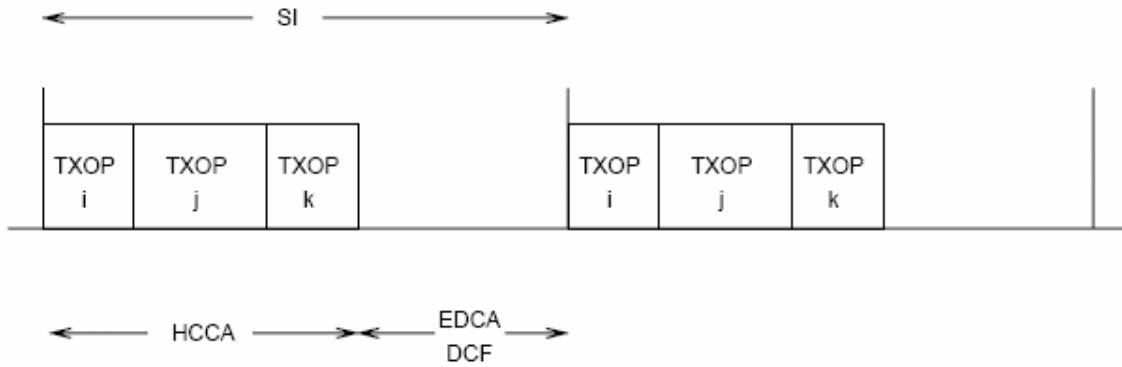 SI
TXOP TXOP TXOP TXOP TXOP TXOP
i j k i j k
HCCA EDCA
DCF